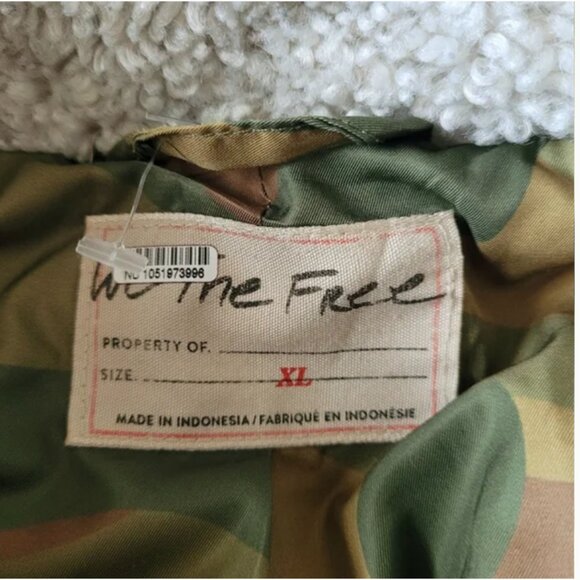 ND 1051973996
We The Free
PROPERTY OF.
SIZE. XL
MADE IN INDONESIA / FABRIQUÉ EN INDONÉSIE